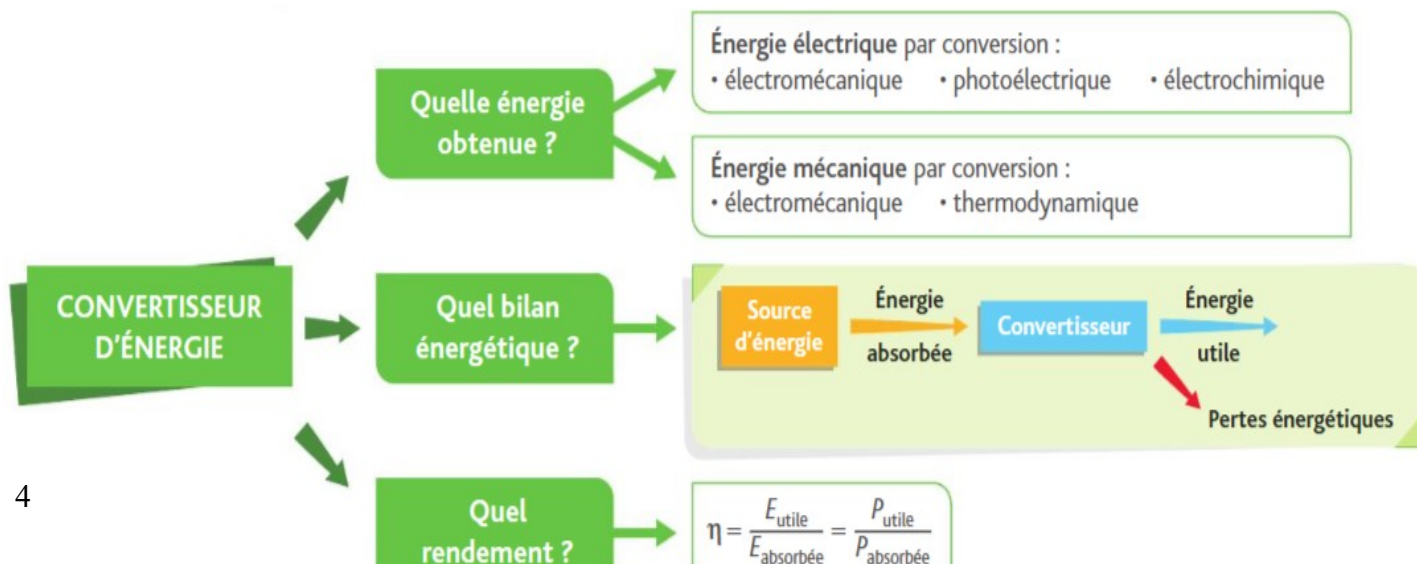 Énergie électrique par conversion :
• électromécanique • photoélectrique • électrochimique
Quelle énergie
obtenue ?
Énergie mécanique par conversion :
• électromécanique • thermodynamique
CONVERTISSEUR
D'ÉNERGIE
Quel bilan
énergétique ?
Source
d'énergie
Énergie
absorbée
Convertisseur
Énergie
utile
Pertes énergétiques
4
Quel
rendement ?
η = E_utile / E_absorbée = P_utile / P_absorbée